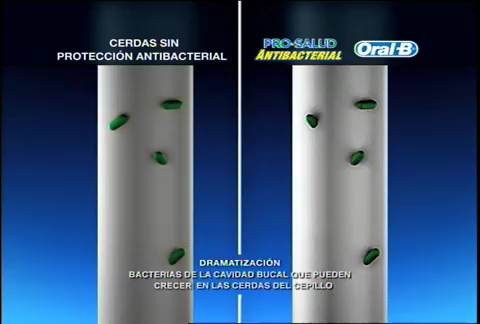 CERDAS SIN
PROTECCIÓN ANTIBACTERIAL
PRO-SALUD
ANTIBACTERIAL
Oral-B
DRAMATIZACIÓN
BACTERIAS DE LA CAVIDAD BUCAL QUE PUEDEN
CRECER EN LAS CERDAS DEL CEPILLO